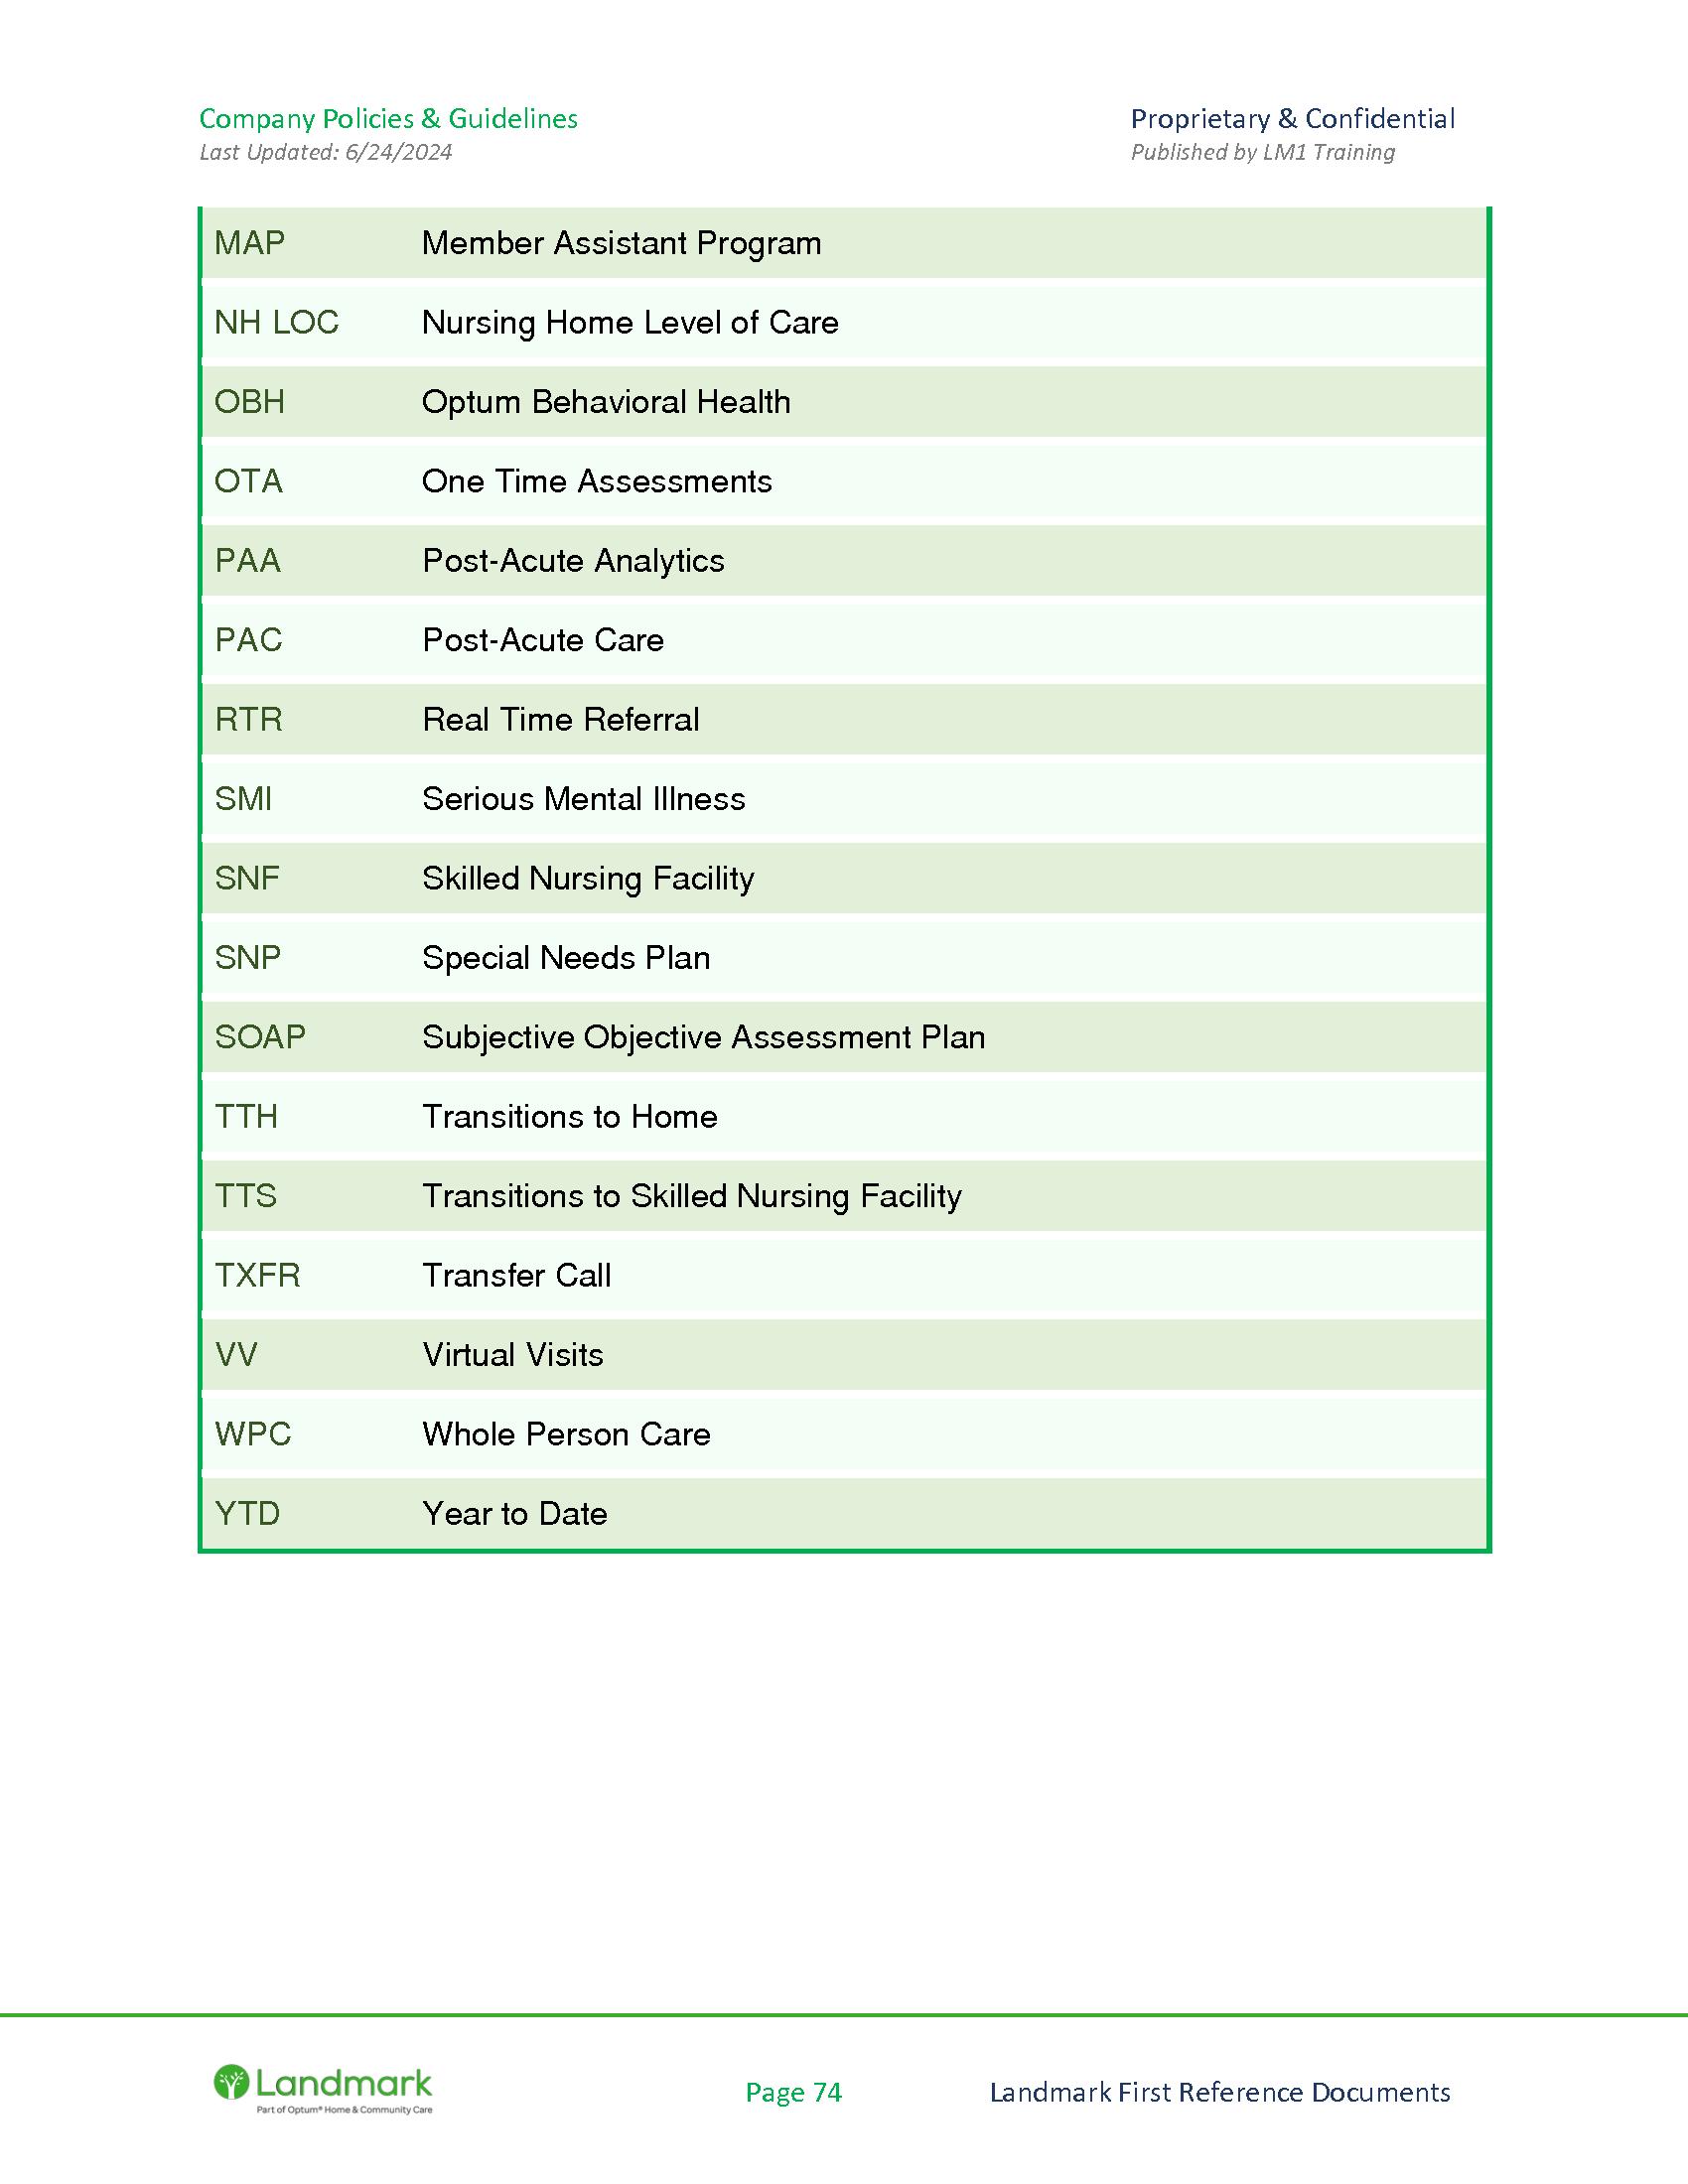 Company Policies & Guidelines
Proprietary & Confidential
Last Updated: 6/24/2024
Published by LM1 Training
MAP Member Assistant Program
NH LOC Nursing Home Level of Care
OBH Optum Behavioral Health
OTA One Time Assessments
PAA Post-Acute Analytics
PAC Post-Acute Care
RTR Real Time Referral
SMI Serious Mental Illness
SNF Skilled Nursing Facility
SNP Special Needs Plan
SOAP Subjective Objective Assessment Plan
TTH Transitions to Home
TTS Transitions to Skilled Nursing Facility
TXFR Transfer Call
VV Virtual Visits
WPC Whole Person Care
YTD Year to Date
Landmark
Part of Optum® Home & Community Care
Page 74
Landmark First Reference Documents